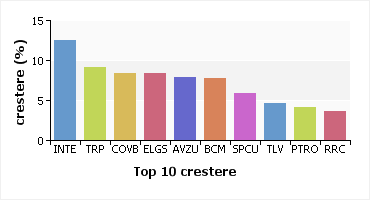 crestere (%)
15
10
5
0
INTE TRP COVB ELGS AVZU BCM SPCU TLV PTRO RRC
Top 10 crestere